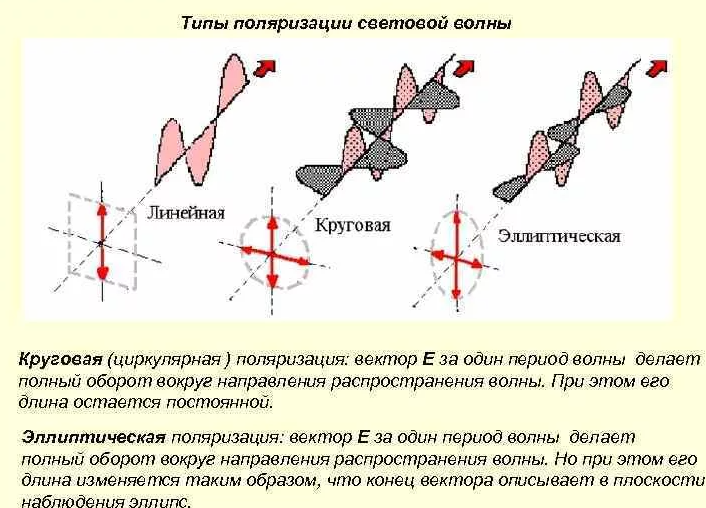 Типы поляризации световой волны
Линейная
Круговая
Эллиптическая
Круговая (циркулярная ) поляризация: вектор E за один период волны делает
полный оборот вокруг направления распространения волны. При этом его
длина остается постоянной.
Эллиптическая поляризация: вектор E за один период волны делает
полный оборот вокруг направления распространения волны. Но при этом его
длина изменяется таким образом, что конец вектора описывает в плоскости
наблюдения эллипс.